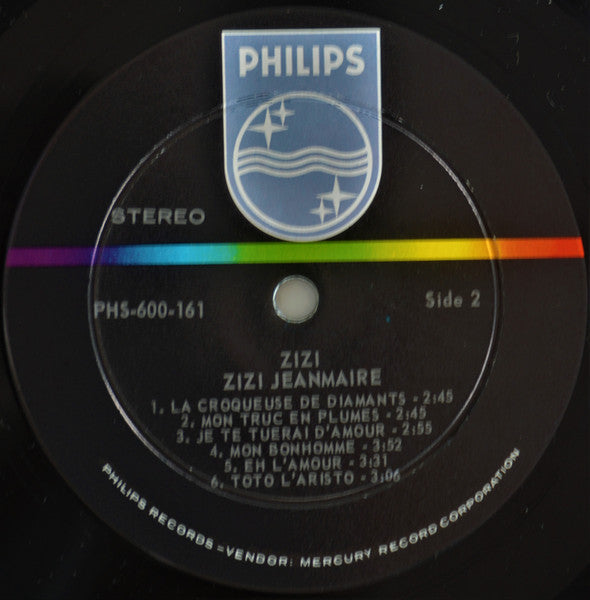 PHILIPS
STEREO
PHS-600-161
Side 2
ZIZI
ZIZI JEANMAIRE
1. LA CROQUEUSE DE DIAMANTS - 2:45
2. MON TRUC EN PLUMES - 2:45
3. JE TE TUERAI D'AMOUR - 2:55
4. MON BONHOMME - 3:52
5. EH L'AMOUR - 3:31
6. TOTO L'ARISTO - 3:06
PHILIPS RECORDS-VENDOR: MERCURY RECORD CORPORATION